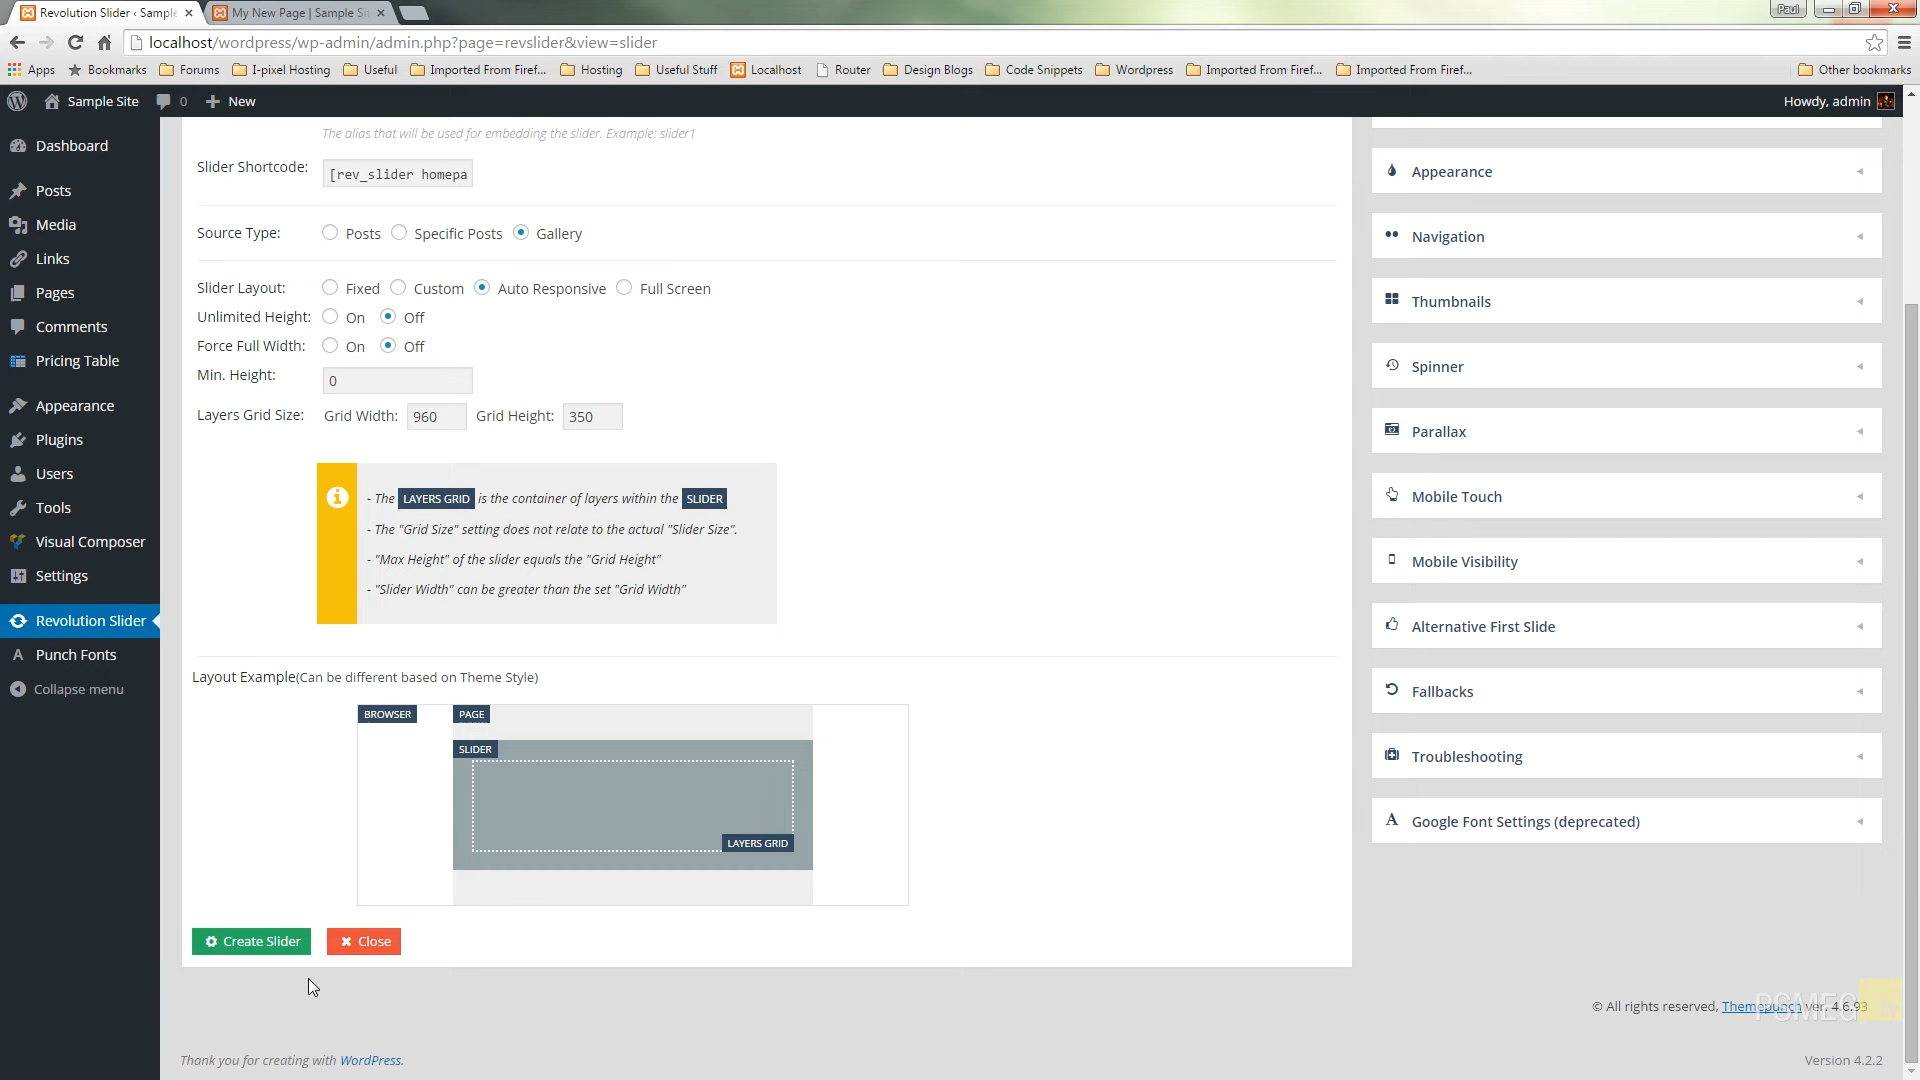 Revolution Slider ‹ Sample
My New Page | Sample Sit
Paul
localhost/wordpress/wp-admin/admin.php?page=revslider&view=slider
Apps Bookmarks Forums I-pixel Hosting Useful Imported From Firef... Hosting Useful Stuff Localhost Router Design Blogs Code Snippets Wordpress Imported From Firef... Imported From Firef... Other bookmarks
Sample Site 0 New Howdy, admin
Dashboard
Posts
Media
Links
Pages
Comments
Pricing Table
Appearance
Plugins
Users
Tools
Visual Composer
Settings
Revolution Slider
Punch Fonts
Collapse menu
The alias that will be used for embedding the slider. Example: slider1
Slider Shortcode: [rev_slider homepa
Source Type: Posts Specific Posts Gallery
Slider Layout: Fixed Custom Auto Responsive Full Screen
Unlimited Height: On Off
Force Full Width: On Off
Min. Height: 0
Layers Grid Size: Grid Width: 960 Grid Height: 350
- The LAYERS GRID is the container of layers within the SLIDER
- The "Grid Size" setting does not relate to the actual "Slider Size".
- "Max Height" of the slider equals the "Grid Height"
- "Slider Width" can be greater than the set "Grid Width"
Layout Example(Can be different based on Theme Style)
BROWSER PAGE
SLIDER
LAYERS GRID
Create Slider Close
Appearance
Navigation
Thumbnails
Spinner
Parallax
Mobile Touch
Mobile Visibility
Alternative First Slide
Fallbacks
Troubleshooting
Google Font Settings (deprecated)
© All rights reserved, Themepunch ver. 4.6.93
PSMEG
Thank you for creating with WordPress.
Version 4.2.2